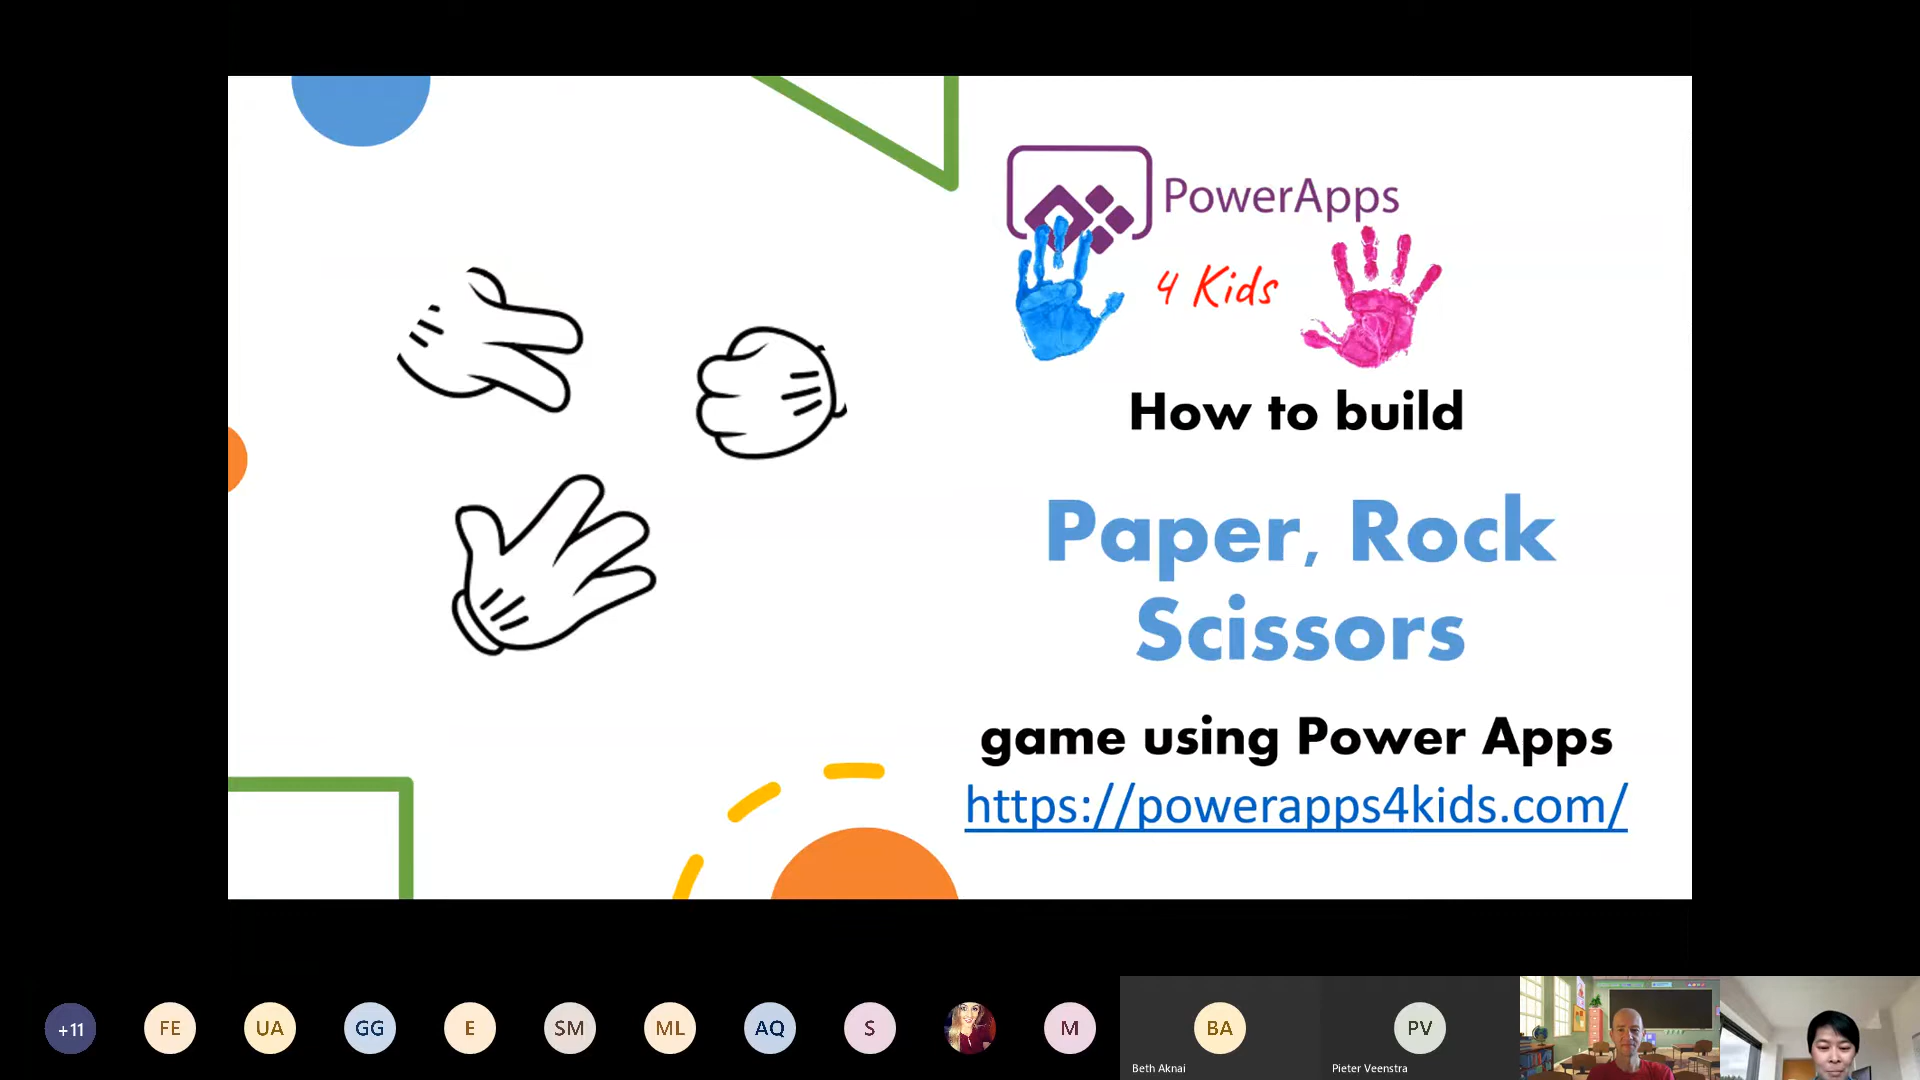 PowerApps
4 Kids
How to build
Paper, Rock
Scissors
game using Power Apps
https://powerapps4kids.com/
+11
FE
UA
GG
E
SM
ML
AQ
S
M
BA
Beth Aknai
PV
Pieter Veenstra